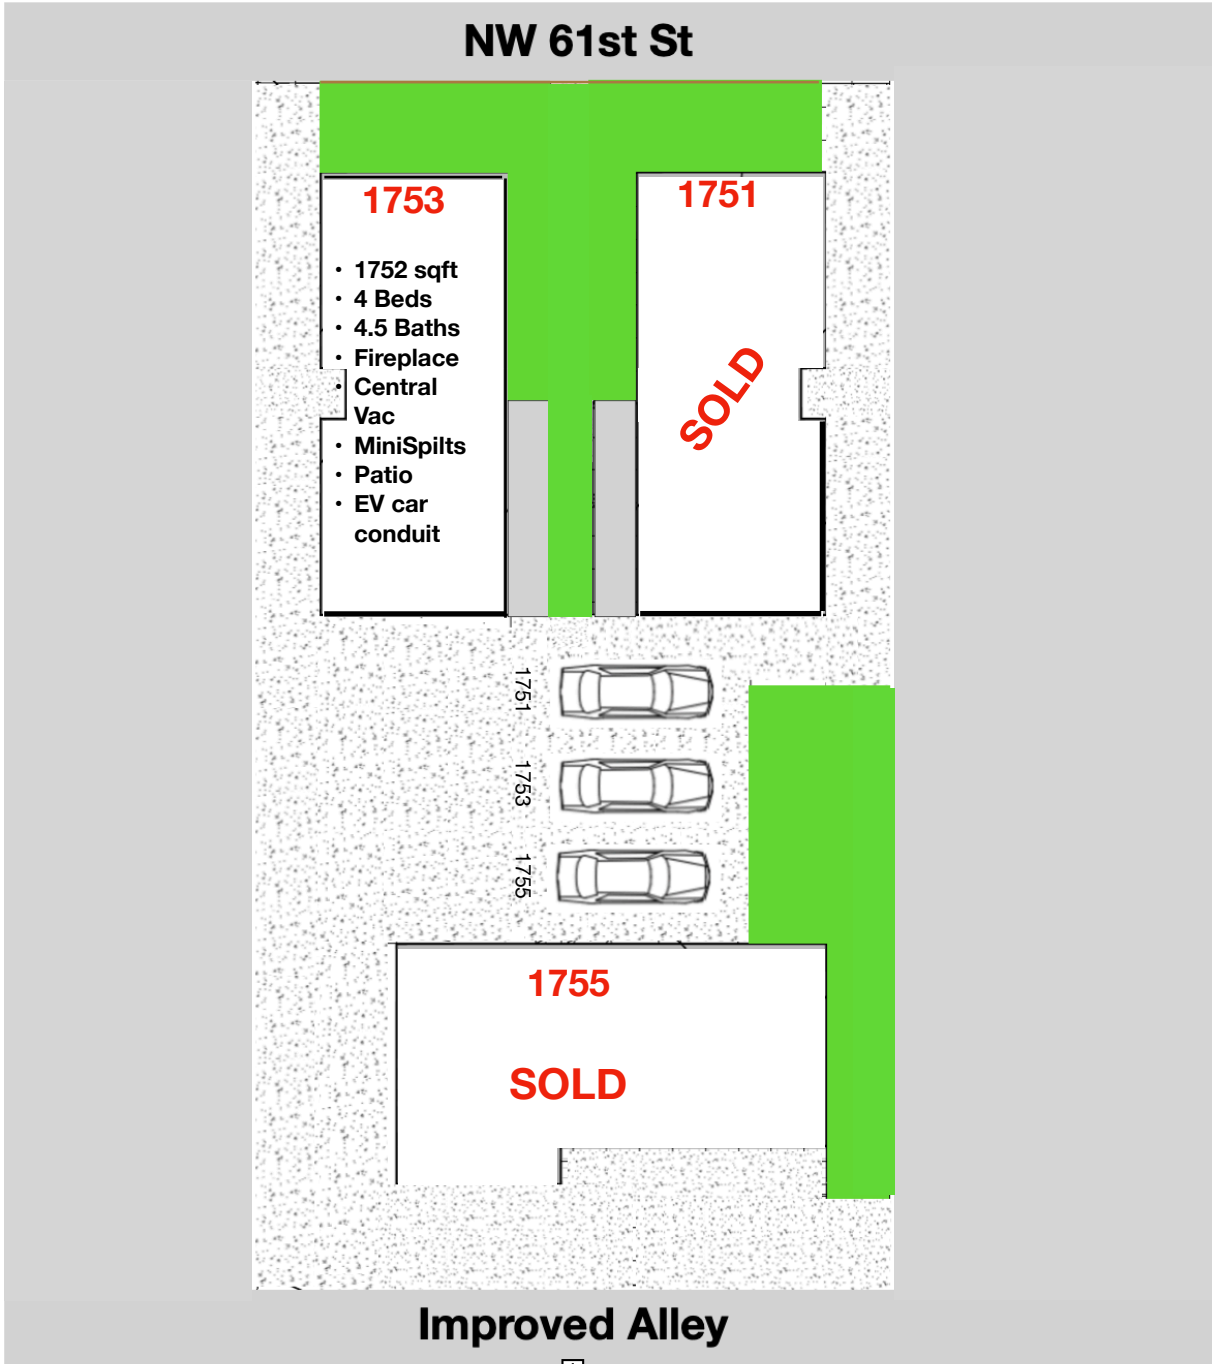 NW 61st St
1753
1751
• 1752 sqft
• 4 Beds
• 4.5 Baths
• Fireplace
• Central
Vac
• MiniSpilts
• Patio
• EV car
conduit
SOLD
1751
1753
1755
1755
SOLD
Improved Alley